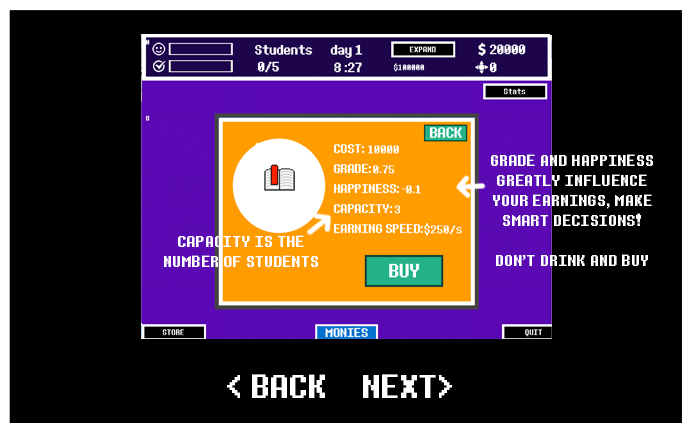 Students day 1 EXPAND $ 20000
0/5 8:27 $100000 0
Stats
8
BACK
COST: 10000
GRADE:0.75
HAPPINESS:-0.1
CAPACITY:3
EARNING SPEED:$250/s
BUY
GRADE AND HAPPINESS
GREATLY INFLUENCE
YOUR EARNINGS, MAKE
SMART DECISIONS!
DON'T DRINK AND BUY
CAPACITY IS THE
NUMBER OF STUDENTS
STORE MONIES QUIT
< BACK NEXT>